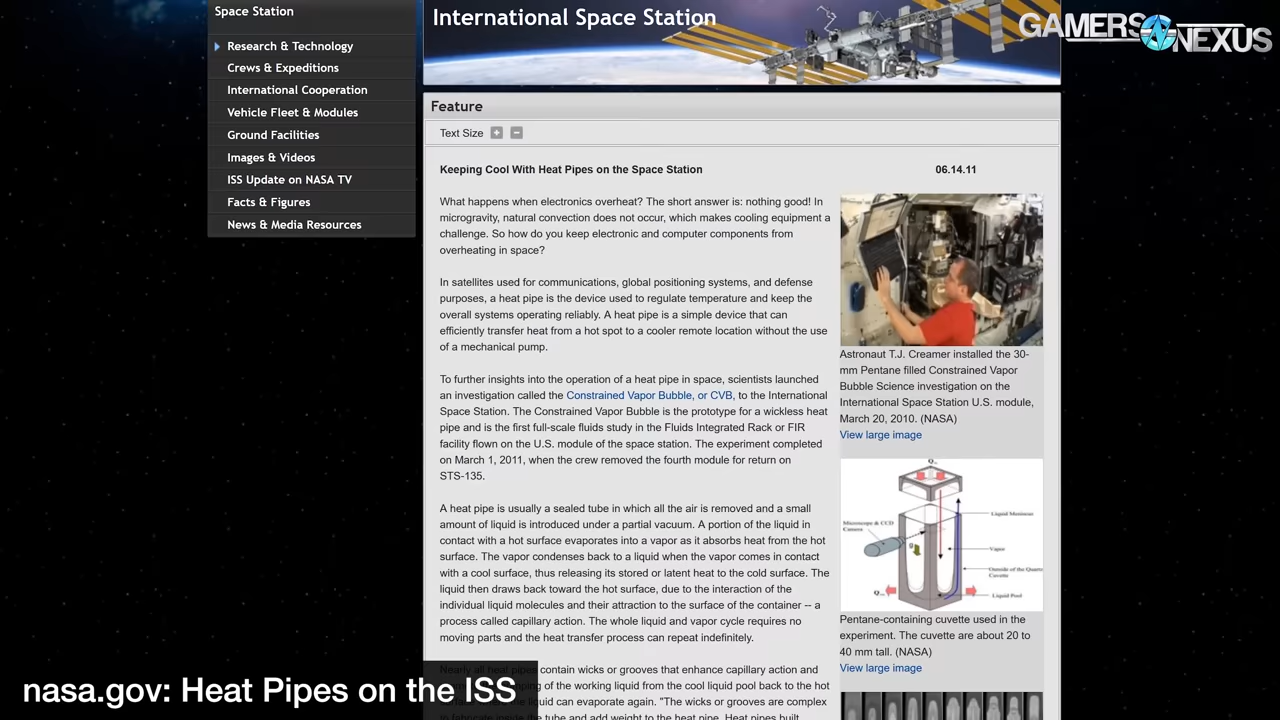 Space Station
Research & Technology
Crews & Expeditions
International Cooperation
Vehicle Fleet & Modules
Ground Facilities
Images & Videos
ISS Update on NASA TV
Facts & Figures
News & Media Resources
International Space Station
GAMERS NEXUS
Feature
Text Size
Keeping Cool With Heat Pipes on the Space Station
06.14.11
What happens when electronics overheat? The short answer is: nothing good! In
microgravity, natural convection does not occur, which makes cooling equipment a
challenge. So how do you keep electronic and computer components from
overheating in space?
In satellites used for communications, global positioning systems, and defense
purposes, a heat pipe is the device used to regulate temperature and keep the
overall systems operating reliably. A heat pipe is a simple device that can
efficiently transfer heat from a hot spot to a cooler remote location without the use
of a mechanical pump.
To further insights into the operation of a heat pipe in space, scientists launched
an investigation called the Constrained Vapor Bubble, or CVB, to the International
Space Station. The Constrained Vapor Bubble is the prototype for a wickless heat
pipe and is the first full-scale fluids study in the Fluids Integrated Rack or FIR
facility flown on the U.S. module of the space station. The experiment completed
on March 1, 2011, when the crew removed the fourth module for return on
STS-135.
A heat pipe is usually a sealed tube in which all the air is removed and a small
amount of liquid is introduced under a partial vacuum. A portion of the liquid in
contact with a hot surface evaporates into a vapor as it absorbs heat from the hot
surface. The vapor condenses back to a liquid when the vapor comes in contact
with a cool surface, thus releasing its stored or latent heat to the cold surface. The
liquid then draws back toward the hot surface, due to the interaction of the
individual liquid molecules and their attraction to the surface of the container -- a
process called capillary action. The whole liquid and vapor cycle requires no
moving parts and the heat transfer process can repeat indefinitely.
Nearly all heat pipes contain wicks or grooves that enhance capillary action and
ping of the working liquid from the cool liquid pool back to the hot
liquid can evaporate again. "The wicks or grooves are complex
the tube and add weight to the heat pipe. Heat pipes built
Astronaut T.J. Creamer installed the 30-
mm Pentane filled Constrained Vapor
Bubble Science investigation on the
International Space Station U.S. module,
March 20, 2010. (NASA)
View large image
Liquid Meniscus
Microscope & CCD
Camera
g
Vapor
Outside of the Quartz
Cuvette
Liquid Pool
Pentane-containing cuvette used in the
experiment. The cuvette are about 20 to
40 mm tall. (NASA)
View large image
nasa.gov: Heat Pipes on the ISS